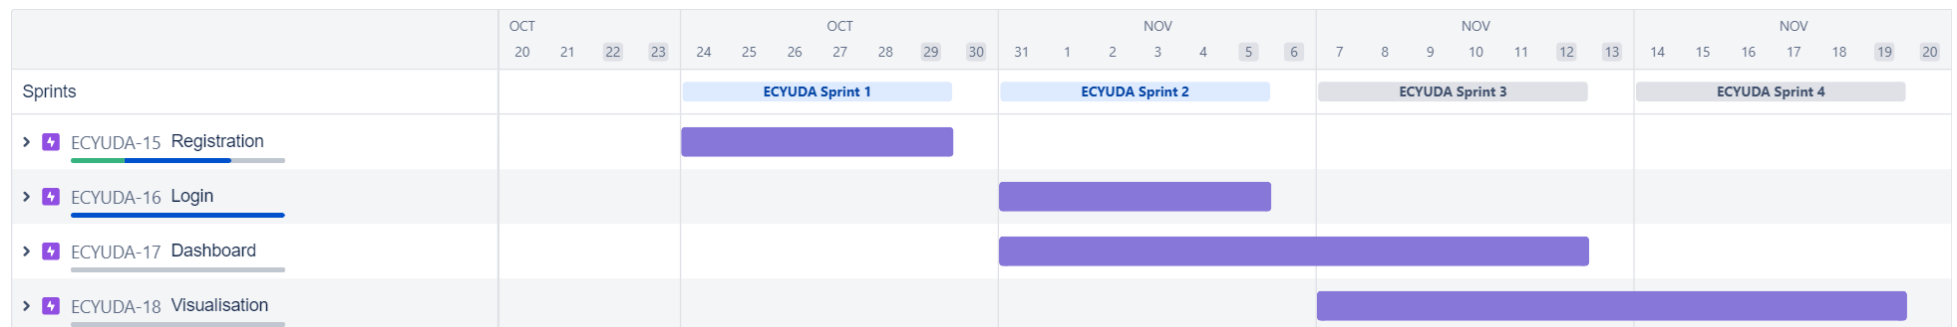 OCT OCT NOV NOV NOV
20 21 22 23 24 25 26 27 28 29 30 31 1 2 3 4 5 6 7 8 9 10 11 12 13 14 15 16 17 18 19 20
Sprints ECYUDA Sprint 1 ECYUDA Sprint 2 ECYUDA Sprint 3 ECYUDA Sprint 4
ECYUDA-15 Registration
ECYUDA-16 Login
ECYUDA-17 Dashboard
ECYUDA-18 Visualisation